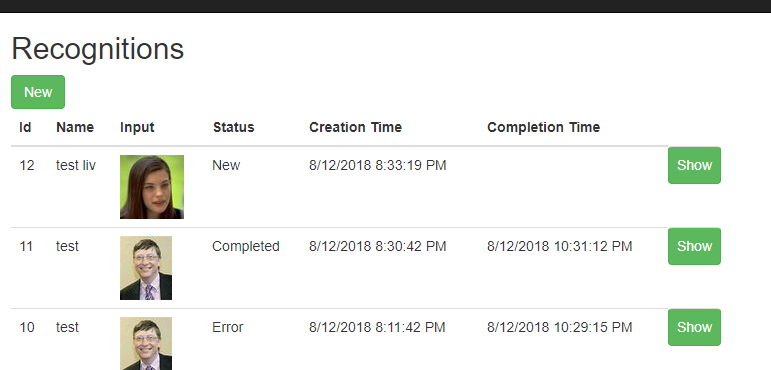 Recognitions
New
Id Name Input Status Creation Time Completion Time
12 test liv New 8/12/2018 8:33:19 PM Show
11 test Completed 8/12/2018 8:30:42 PM 8/12/2018 10:31:12 PM Show
10 test Error 8/12/2018 8:11:42 PM 8/12/2018 10:29:15 PM Show